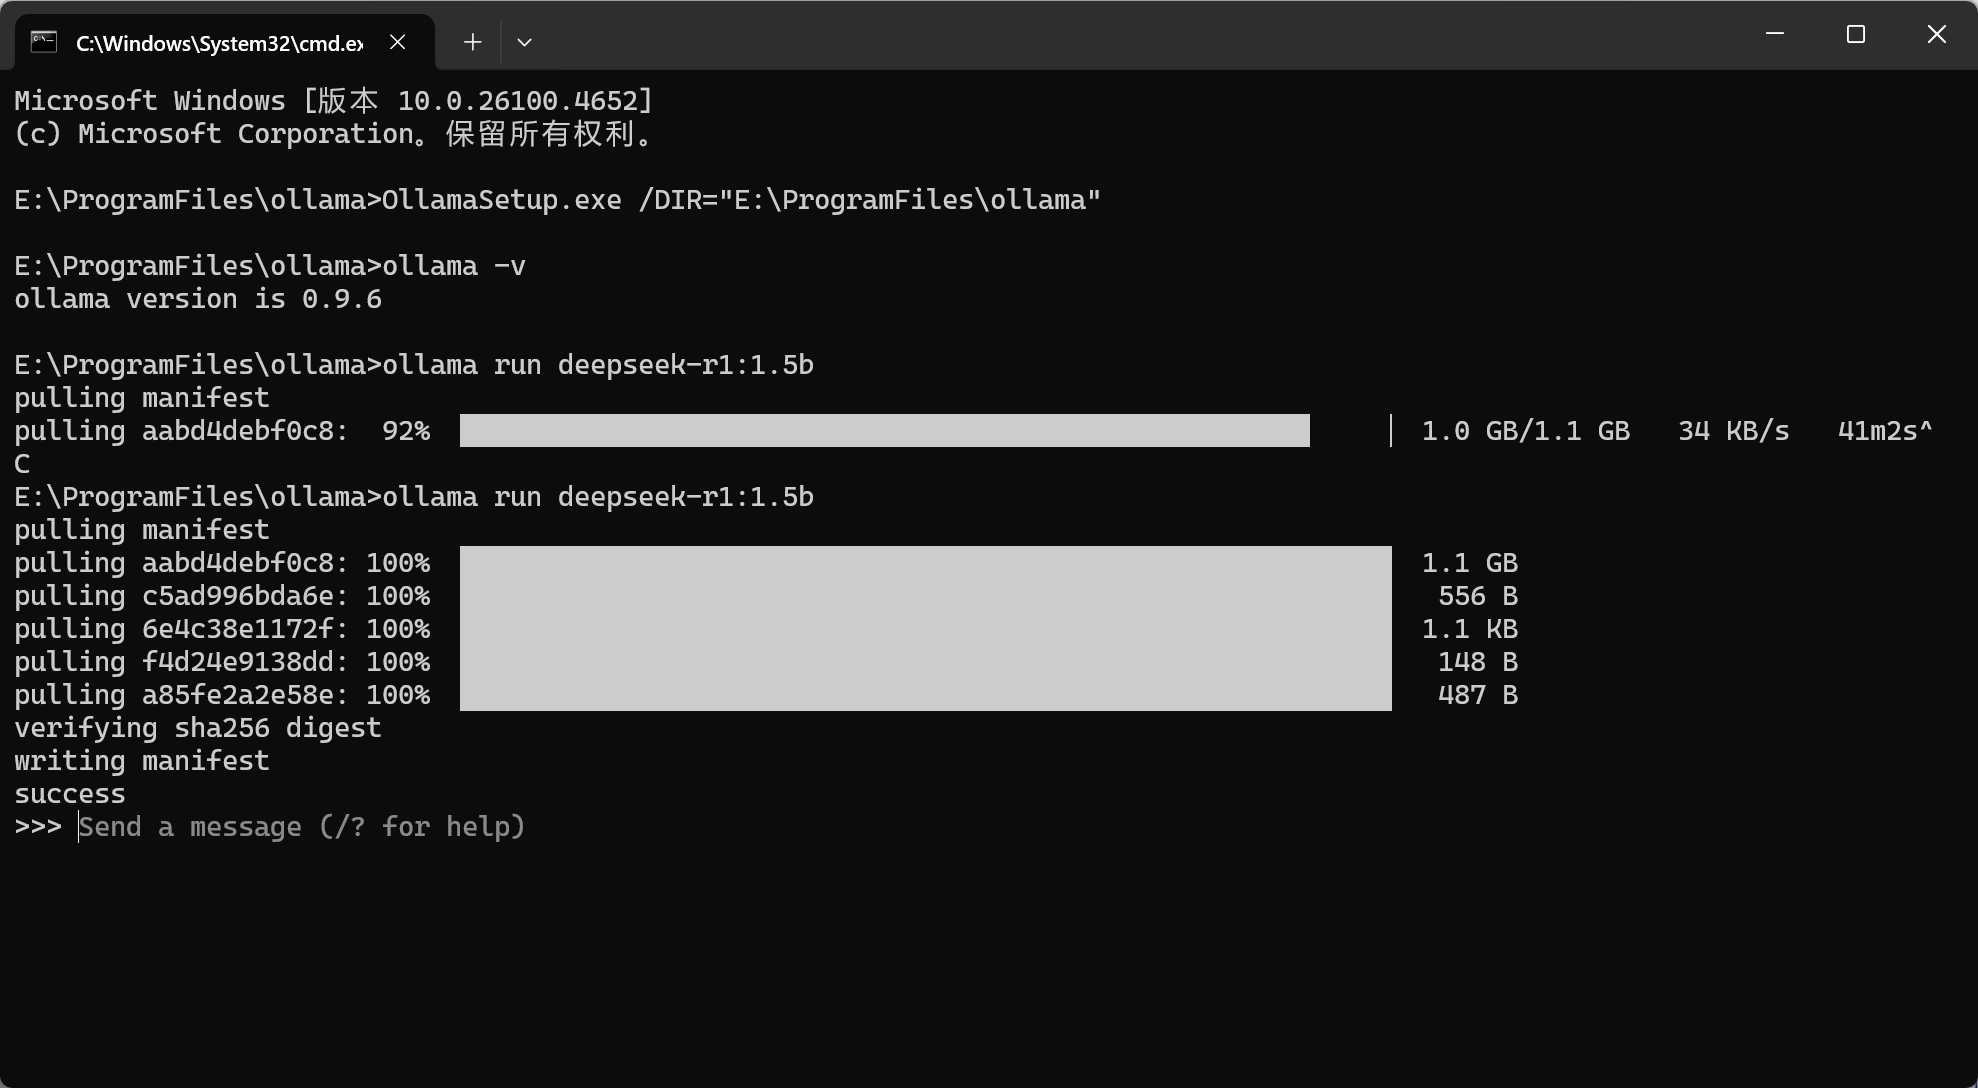 C:\Windows\System32\cmd.ex
Microsoft Windows [版本 10.0.26100.4652]
(c) Microsoft Corporation。保留所有权利。
E:\ProgramFiles\ollama>OllamaSetup.exe /DIR="E:\ProgramFiles\ollama"
E:\ProgramFiles\ollama>ollama -v
ollama version is 0.9.6
E:\ProgramFiles\ollama>ollama run deepseek-r1:1.5b
pulling manifest
pulling aabd4debf0c8:  92% 1.0 GB/1.1 GB   34 KB/s   41m2s^
C
E:\ProgramFiles\ollama>ollama run deepseek-r1:1.5b
pulling manifest
pulling aabd4debf0c8: 100% 1.1 GB
pulling c5ad996bda6e: 100% 556 B
pulling 6e4c38e1172f: 100% 1.1 KB
pulling f4d24e9138dd: 100% 148 B
pulling a85fe2a2e58e: 100% 487 B
verifying sha256 digest
writing manifest
success
>>> Send a message (/? for help)